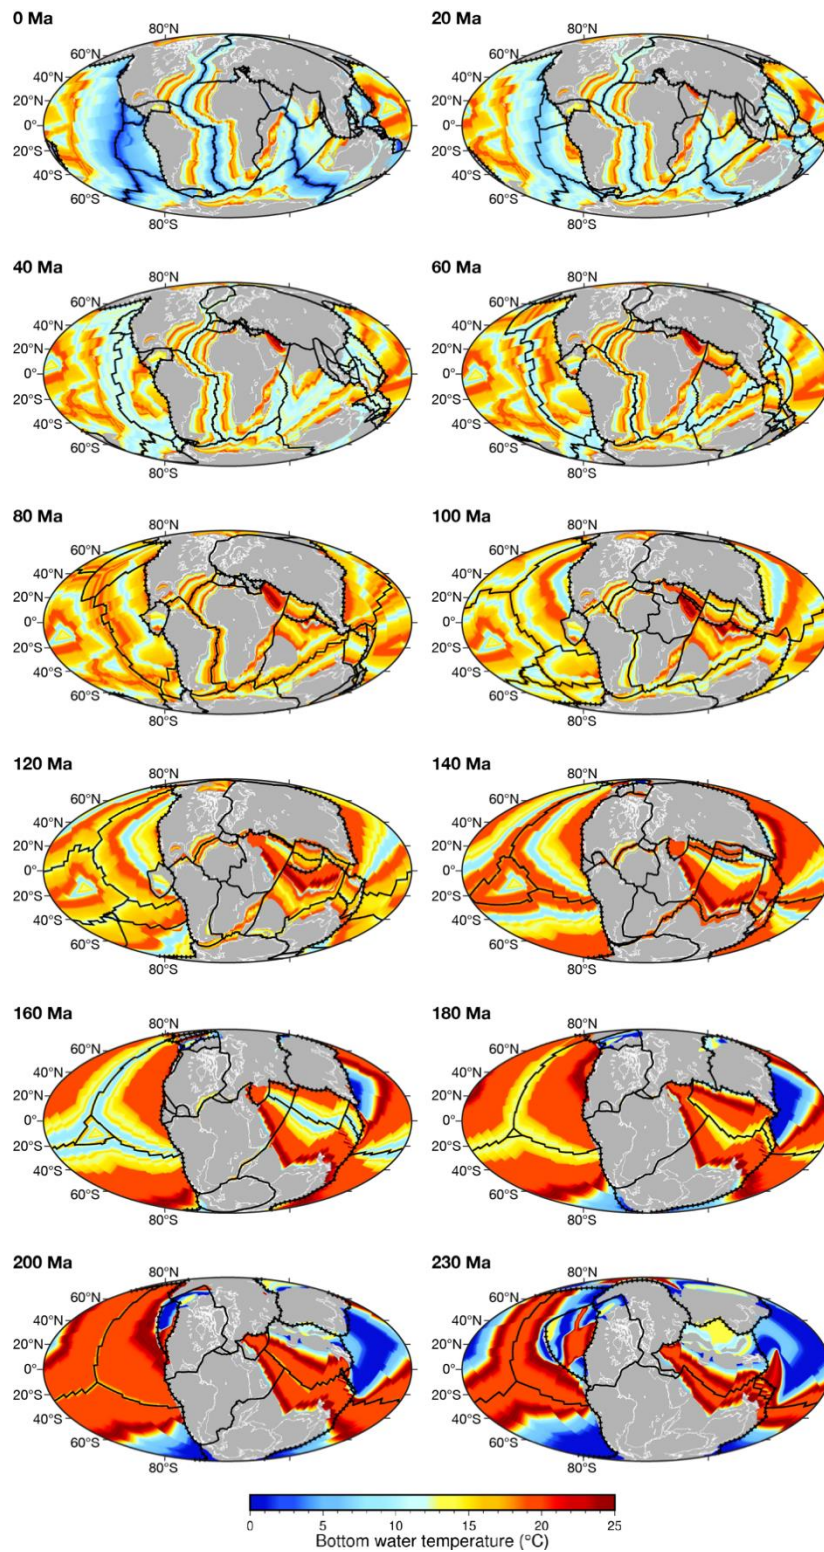 0 Ma
80°N
60°N
40°N
20°N
0°
20°S
40°S
60°S
80°S
20 Ma
80°N
60°N
40°N
20°N
0°
20°S
40°S
60°S
80°S
40 Ma
80°N
60°N
40°N
20°N
0°
20°S
40°S
60°S
80°S
60 Ma
80°N
60°N
40°N
20°N
0°
20°S
40°S
60°S
80°S
80 Ma
80°N
60°N
40°N
20°N
0°
20°S
40°S
60°S
80°S
100 Ma
80°N
60°N
40°N
20°N
0°
20°S
40°S
60°S
80°S
120 Ma
80°N
60°N
40°N
20°N
0°
20°S
40°S
60°S
80°S
140 Ma
80°N
60°N
40°N
20°N
0°
20°S
40°S
60°S
80°S
160 Ma
80°N
60°N
40°N
20°N
0°
20°S
40°S
60°S
80°S
180 Ma
80°N
60°N
40°N
20°N
0°
20°S
40°S
60°S
80°S
200 Ma
80°N
60°N
40°N
20°N
0°
20°S
40°S
60°S
80°S
230 Ma
80°N
60°N
40°N
20°N
0°
20°S
40°S
60°S
80°S
0 5 10 15 20 25
Bottom water temperature (°C)